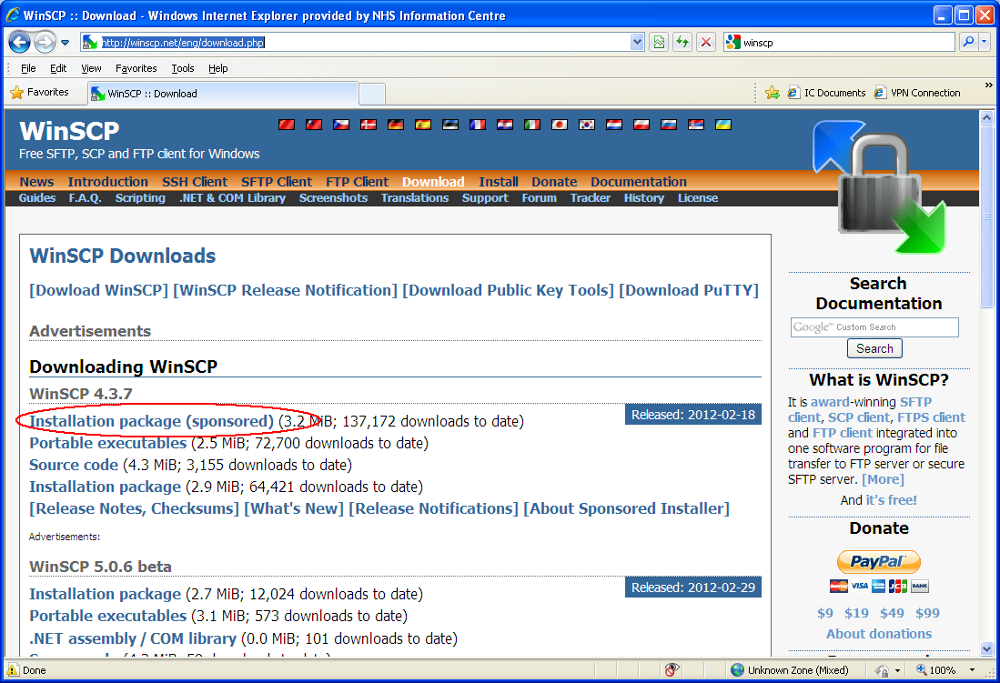 WinSCP :: Download - Windows Internet Explorer provided by NHS Information Centre
http://winscp.net/eng/download.php
winscp
File Edit View Favorites Tools Help
Favorites
WinSCP :: Download
IC Documents
VPN Connection
WinSCP
Free SFTP, SCP and FTP client for Windows
News Introduction SSH Client SFTP Client FTP Client Download Install Donate Documentation
Guides F.A.Q. Scripting .NET & COM Library Screenshots Translations Support Forum Tracker History License
WinSCP Downloads
[Dowload WinSCP] [WinSCP Release Notification] [Download Public Key Tools] [Download PuTTY]
Advertisements
Downloading WinSCP
WinSCP 4.3.7
Released: 2012-02-18
Installation package (sponsored) (3.2 MiB; 137,172 downloads to date)
Portable executables (2.5 MiB; 72,700 downloads to date)
Source code (4.3 MiB; 3,155 downloads to date)
Installation package (2.9 MiB; 64,421 downloads to date)
[Release Notes, Checksums] [What's New] [Release Notifications] [About Sponsored Installer]
Advertisements:
WinSCP 5.0.6 beta
Released: 2012-02-29
Installation package (2.7 MiB; 12,024 downloads to date)
Portable executables (3.1 MiB; 573 downloads to date)
.NET assembly / COM library (0.0 MiB; 101 downloads to date)
Search
Documentation
Google™ Custom Search
Search
What is WinSCP?
It is award-winning SFTP
client, SCP client, FTPS client
and FTP client integrated into
one software program for file
transfer to FTP server or secure
SFTP server. [More]
And it's free!
Donate
PayPal
VISA
JCB
BANK
$9 $19 $49 $99
About donations
Done
Unknown Zone (Mixed)
100%